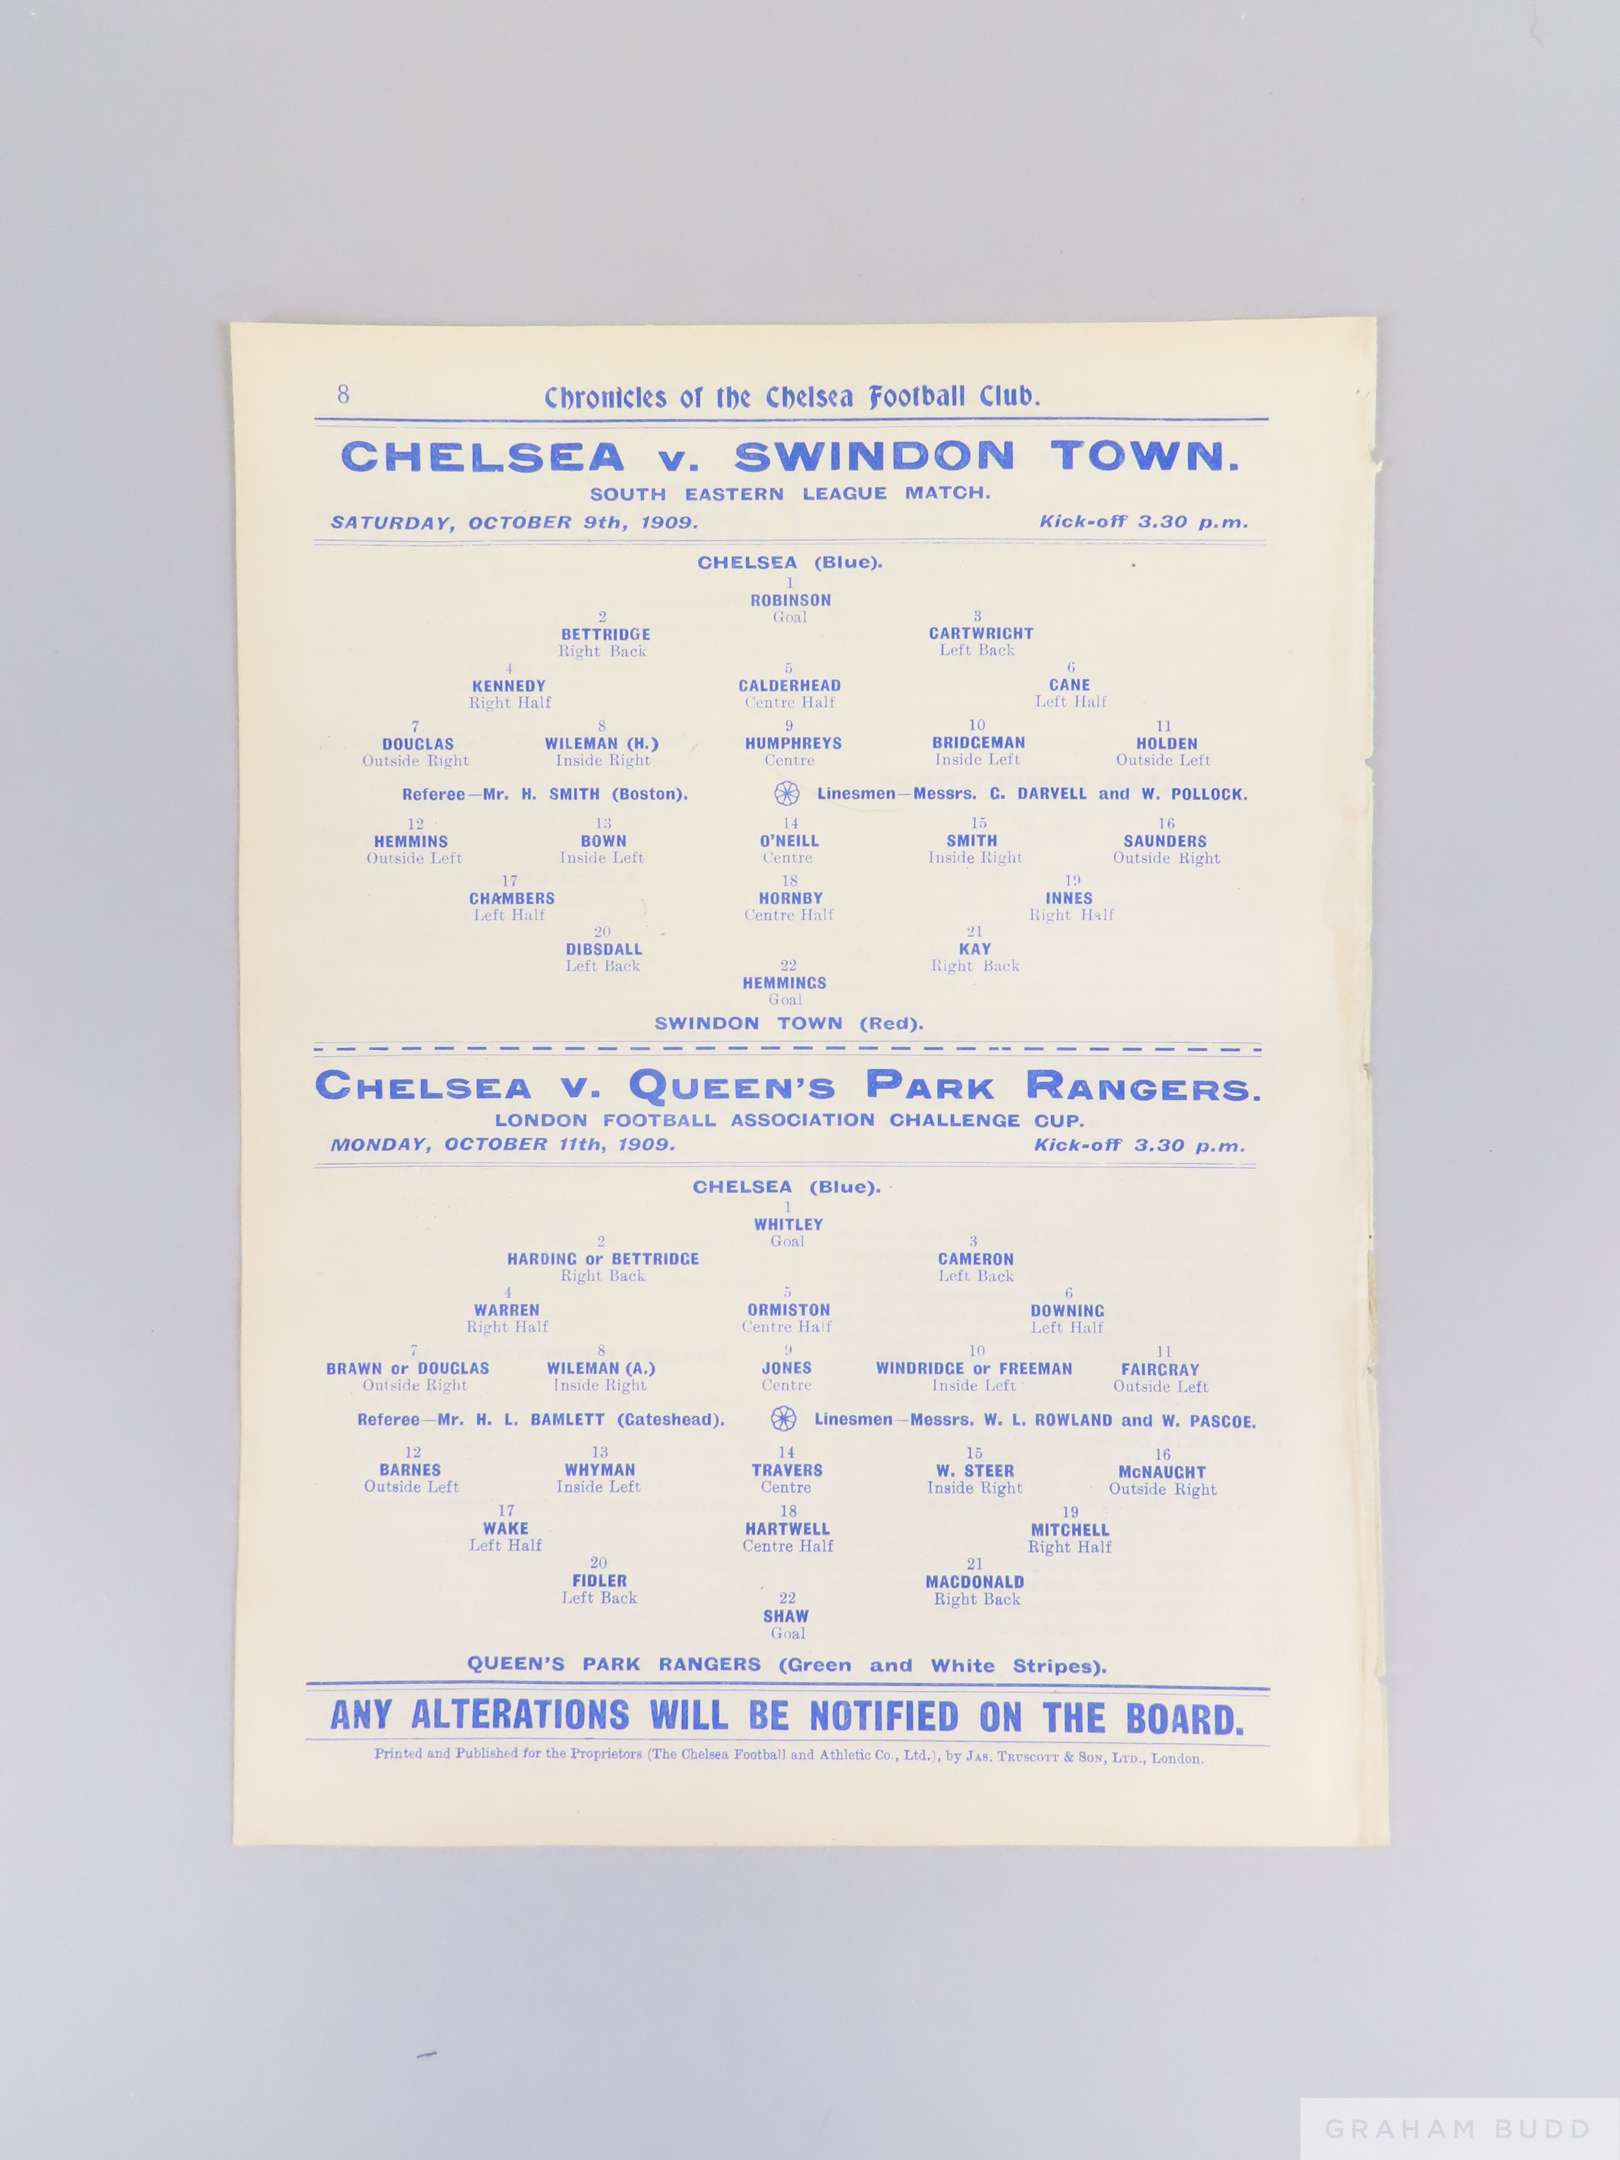 8 Chronicles of the Chelsea Football Club.
CHELSEA v. SWINDON TOWN.
SOUTH EASTERN LEAGUE MATCH.
SATURDAY, OCTOBER 9th, 1909. Kick-off 3.30 p.m.
CHELSEA (Blue).
1
ROBINSON
Goal
2 3
BETTRIDGE CARTWRIGHT
Right Back Left Back
4 5 6
KENNEDY CALDERHEAD CANE
Right Half Centre Half Left Half
7 8 9 10 11
DOUGLAS WILEMAN (H.) HUMPHREYS BRIDGEMAN HOLDEN
Outside Right Inside Right Centre Inside Left Outside Left
Referee—Mr. H. SMITH (Boston). Linesmen—Messrs. G. DARVELL and W. POLLOCK.
12 13 14 15 16
HEMMINS BOWN O'NEILL SMITH SAUNDERS
Outside Left Inside Left Centre Inside Right Outside Right
17 18 19
CHAMBERS HORNBY INNES
Left Half Centre Half Right Half
20 21
DIBSDALL KAY
Left Back Right Back
22
HEMMINGS
Goal
SWINDON TOWN (Red).
CHELSEA V. QUEEN'S PARK RANGERS.
LONDON FOOTBALL ASSOCIATION CHALLENGE CUP.
MONDAY, OCTOBER 11th, 1909. Kick-off 3.30 p.m.
CHELSEA (Blue).
1
WHITLEY
Goal
2 3
HARDING or BETTRIDGE CAMERON
Right Back Left Back
4 5 6
WARREN ORMISTON DOWNING
Right Half Centre Half Left Half
7 8 9 10 11
BRAWN or DOUGLAS WILEMAN (A.) JONES WINDRIDGE or FREEMAN FAIRGRAY
Outside Right Inside Right Centre Inside Left Outside Left
Referee—Mr. H. L. BAMLETT (Gateshead). Linesmen—Messrs. W. L. ROWLAND and W. PASCOE.
12 13 14 15 16
BARNES WHYMAN TRAVERS W. STEER McNAUGHT
Outside Left Inside Left Centre Inside Right Outside Right
17 18 19
WAKE HARTWELL MITCHELL
Left Half Centre Half Right Half
20 21
FIDLER MACDONALD
Left Back Right Back
22
SHAW
Goal
QUEEN'S PARK RANGERS (Green and White Stripes).
ANY ALTERATIONS WILL BE NOTIFIED ON THE BOARD.
Printed and Published for the Proprietors (The Chelsea Football and Athletic Co., Ltd.), by JAS. TRUSCOTT & SON, LTD., London.
GRAHAM BUDD